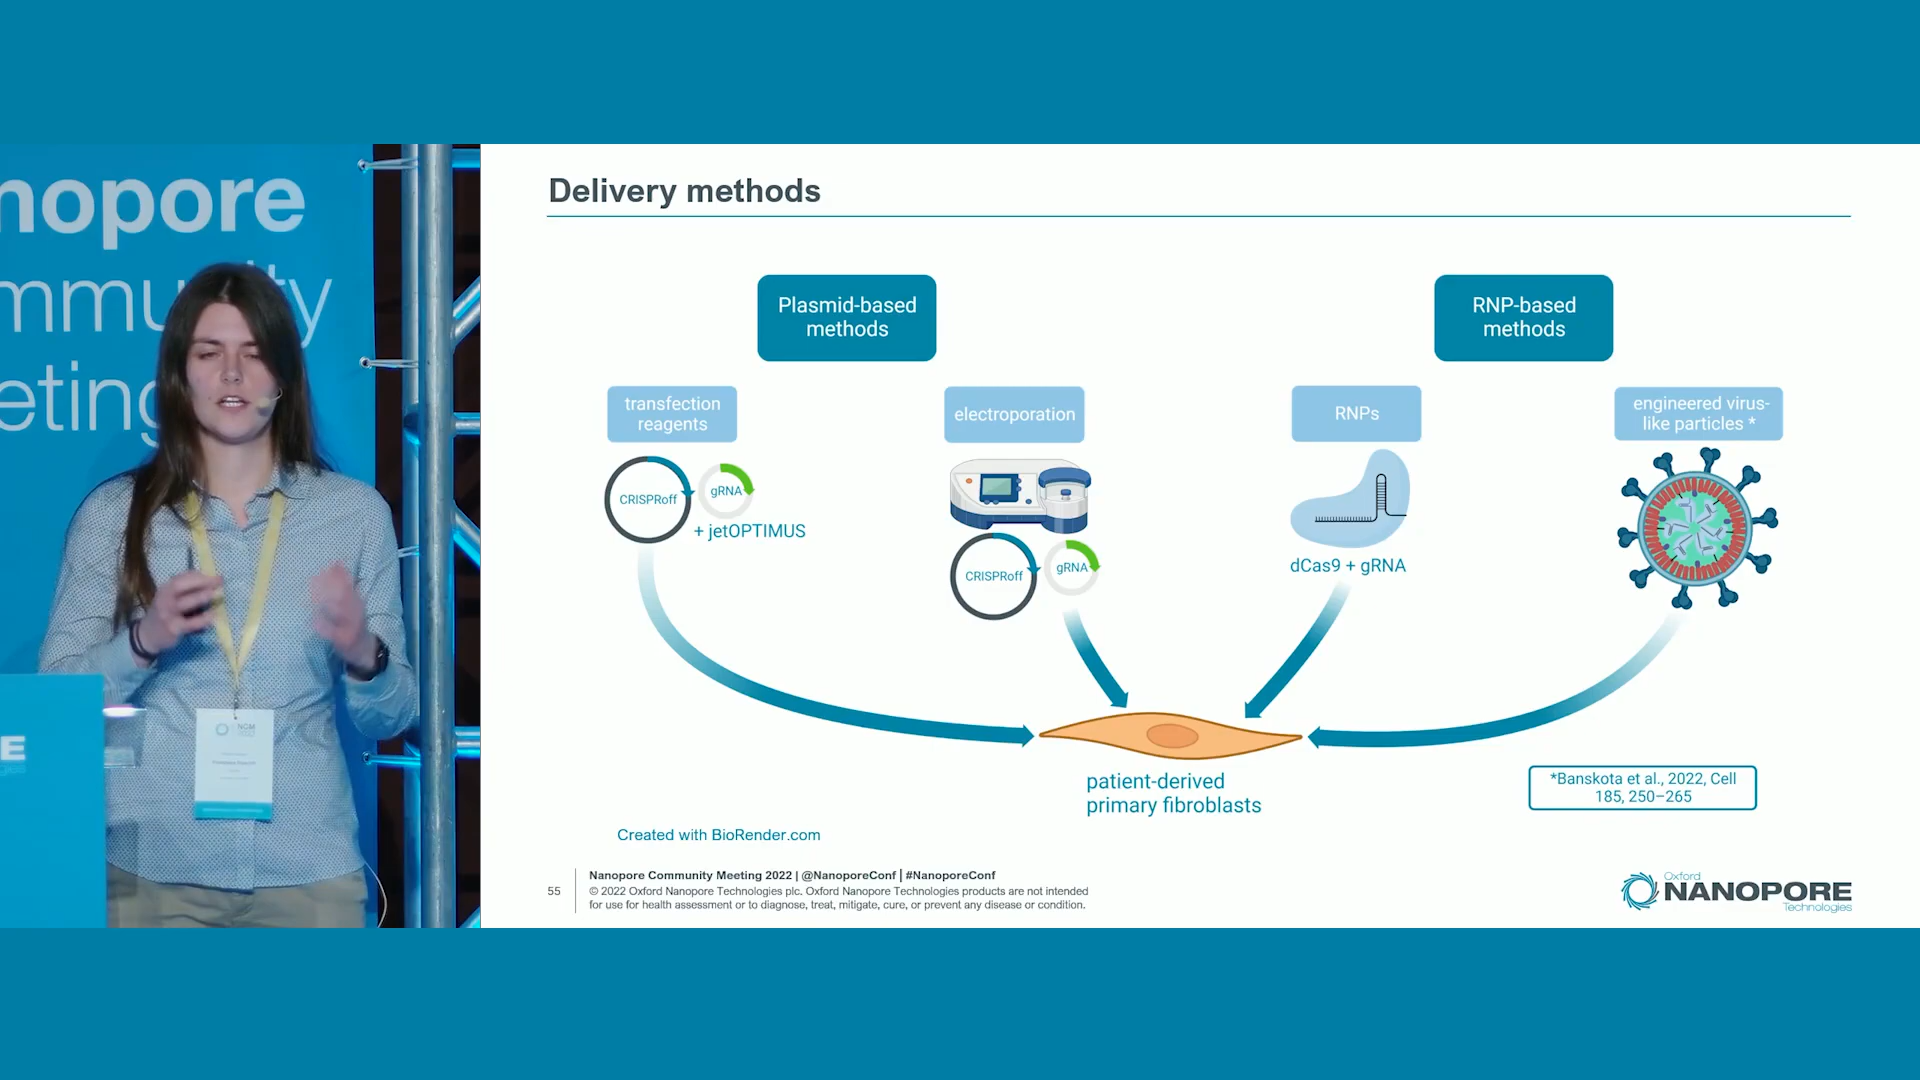 nopore
mmunity
eting
E
NCM
Delivery methods
Plasmid-based
methods
RNP-based
methods
transfection
reagents
electroporation
RNPs
engineered virus-
like particles *
CRISPRoff
gRNA
+ jetOPTIMUS
CRISPRoff
gRNA
dCas9 + gRNA
patient-derived
primary fibroblasts
*Banskota et al., 2022, Cell
185, 250–265
Created with BioRender.com
55
Nanopore Community Meeting 2022 | @NanoporeConf | #NanoporeConf
© 2022 Oxford Nanopore Technologies plc. Oxford Nanopore Technologies products are not intended
for use for health assessment or to diagnose, treat, mitigate, cure, or prevent any disease or condition.
Oxford
NANOPORE
Technologies